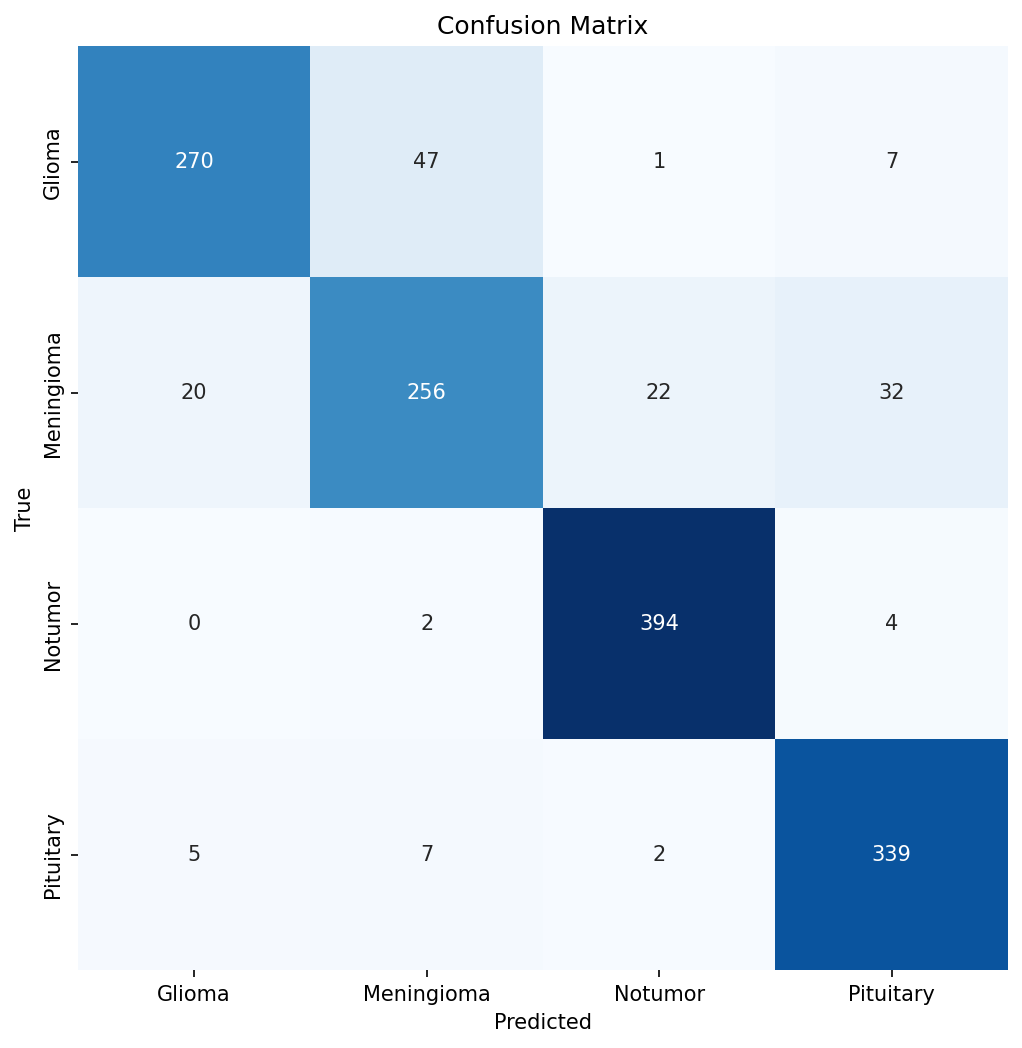 Confusion Matrix
Glioma
270 47 1 7
Meningioma
20 256 22 32
True
Notumor
0 2 394 4
Pituitary
5 7 2 339
Glioma Meningioma Notumor Pituitary
Predicted